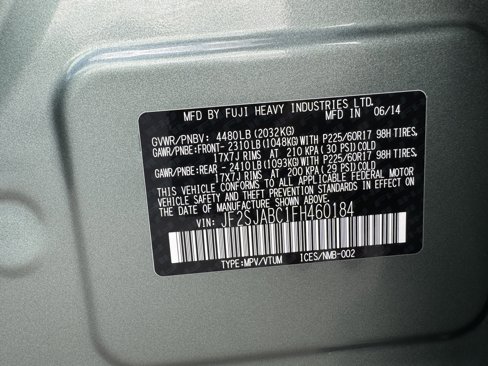 MFD BY FUJI HEAVY INDUSTRIES LTD.
MFD IN 06/14
GVWR/PNBV: 4480LB(2032KG)
GAWR/PNBE:FRONT- 2310LB(1048KG)WITH P225/60R17 98H TIRES,
17X7J RIMS AT 210 KPA(30 PSI)COLD
GAWR/PNBE:REAR - 2410LB(1093KG)WITH P225/60R17 98H TIRES,
17X7J RIMS AT 200 KPA(29 PSI)COLD
THIS VEHICLE CONFORMS TO ALL APPLICABLE FEDERAL MOTOR
VEHICLE SAFETY AND THEFT PREVENTION STANDARDS IN EFFECT ON
THE DATE OF MANUFACTURE SHOWN ABOVE.
VIN: JF2SJABC1FH460184
TYPE:MPV/VTUM ICES/NMB-002